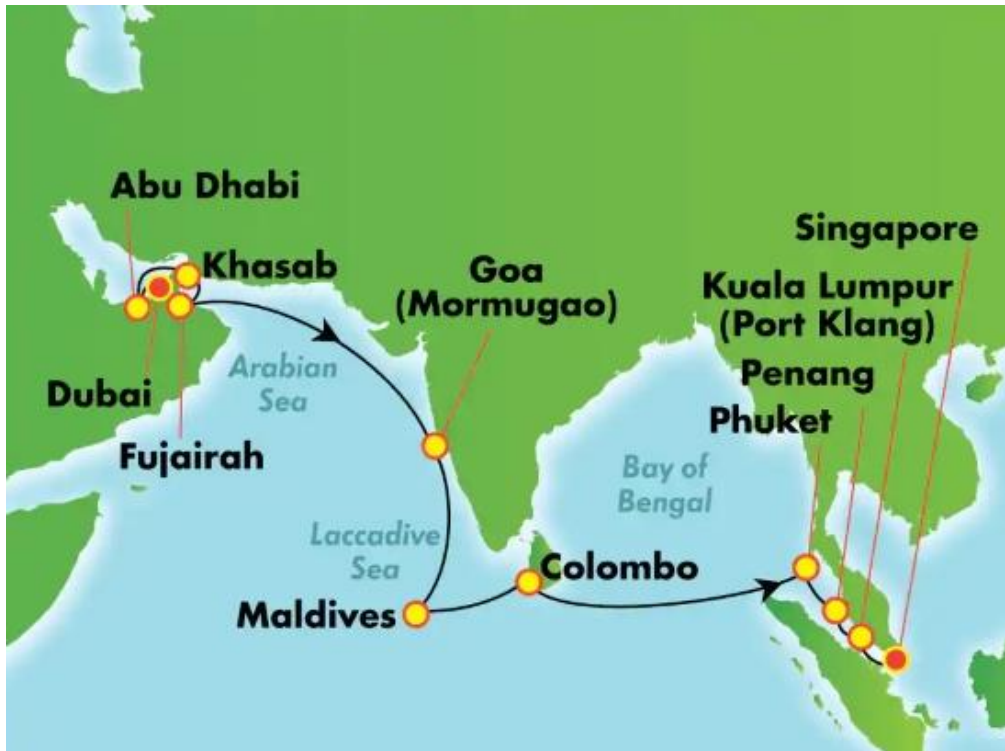 Abu Dhabi
Singapore
Khasab
Goa
(Mormugao)
Kuala Lumpur
(Port Klang)
Arabian
Sea
Penang
Dubai
Phuket
Fujairah
Bay of
Bengal
Laccadive
Sea
Colombo
Maldives